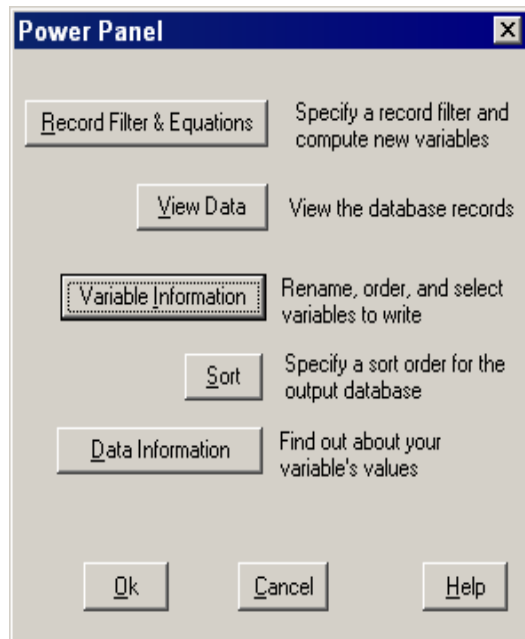 Power Panel
Record Filter & Equations
Specify a record filter and
compute new variables
View Data
View the database records
Variable Information
Rename, order, and select
variables to write
Sort
Specify a sort order for the
output database
Data Information
Find out about your
variable's values
Ok
Cancel
Help